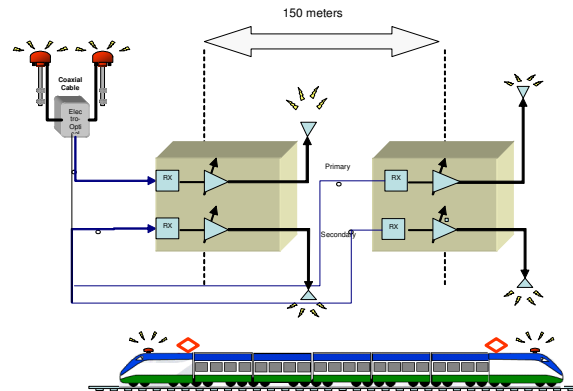 150 meters
Coaxial
Cable
Elec
tro-
Opti
RX
Primary
RX
RX
Secondary
RX